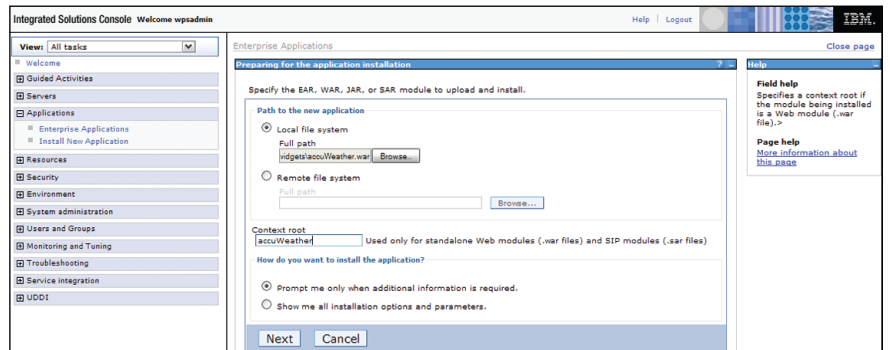 Integrated Solutions Console Welcome wpsadmin
Help | Logout
IBM.
View: All tasks
Welcome
Guided Activities
Servers
Applications
Enterprise Applications
Install New Application
Resources
Security
Environment
System administration
Users and Groups
Monitoring and Tuning
Troubleshooting
Service integration
UDDI
Enterprise Applications
Close page
Preparing for the application installation
? –
Specify the EAR, WAR, JAR, or SAR module to upload and install.
Path to the new application
Local file system
Full path
vidgets\accuWeather.war Browse...
Remote file system
Full path
Browse...
Context root
accuWeather Used only for standalone Web modules (.war files) and SIP modules (.sar files)
How do you want to install the application?
Prompt me only when additional information is required.
Show me all installation options and parameters.
Next Cancel
Help –
Field help
Specifies a context root if
the module being installed
is a Web module (.war
file).>
Page help
More information about
this page